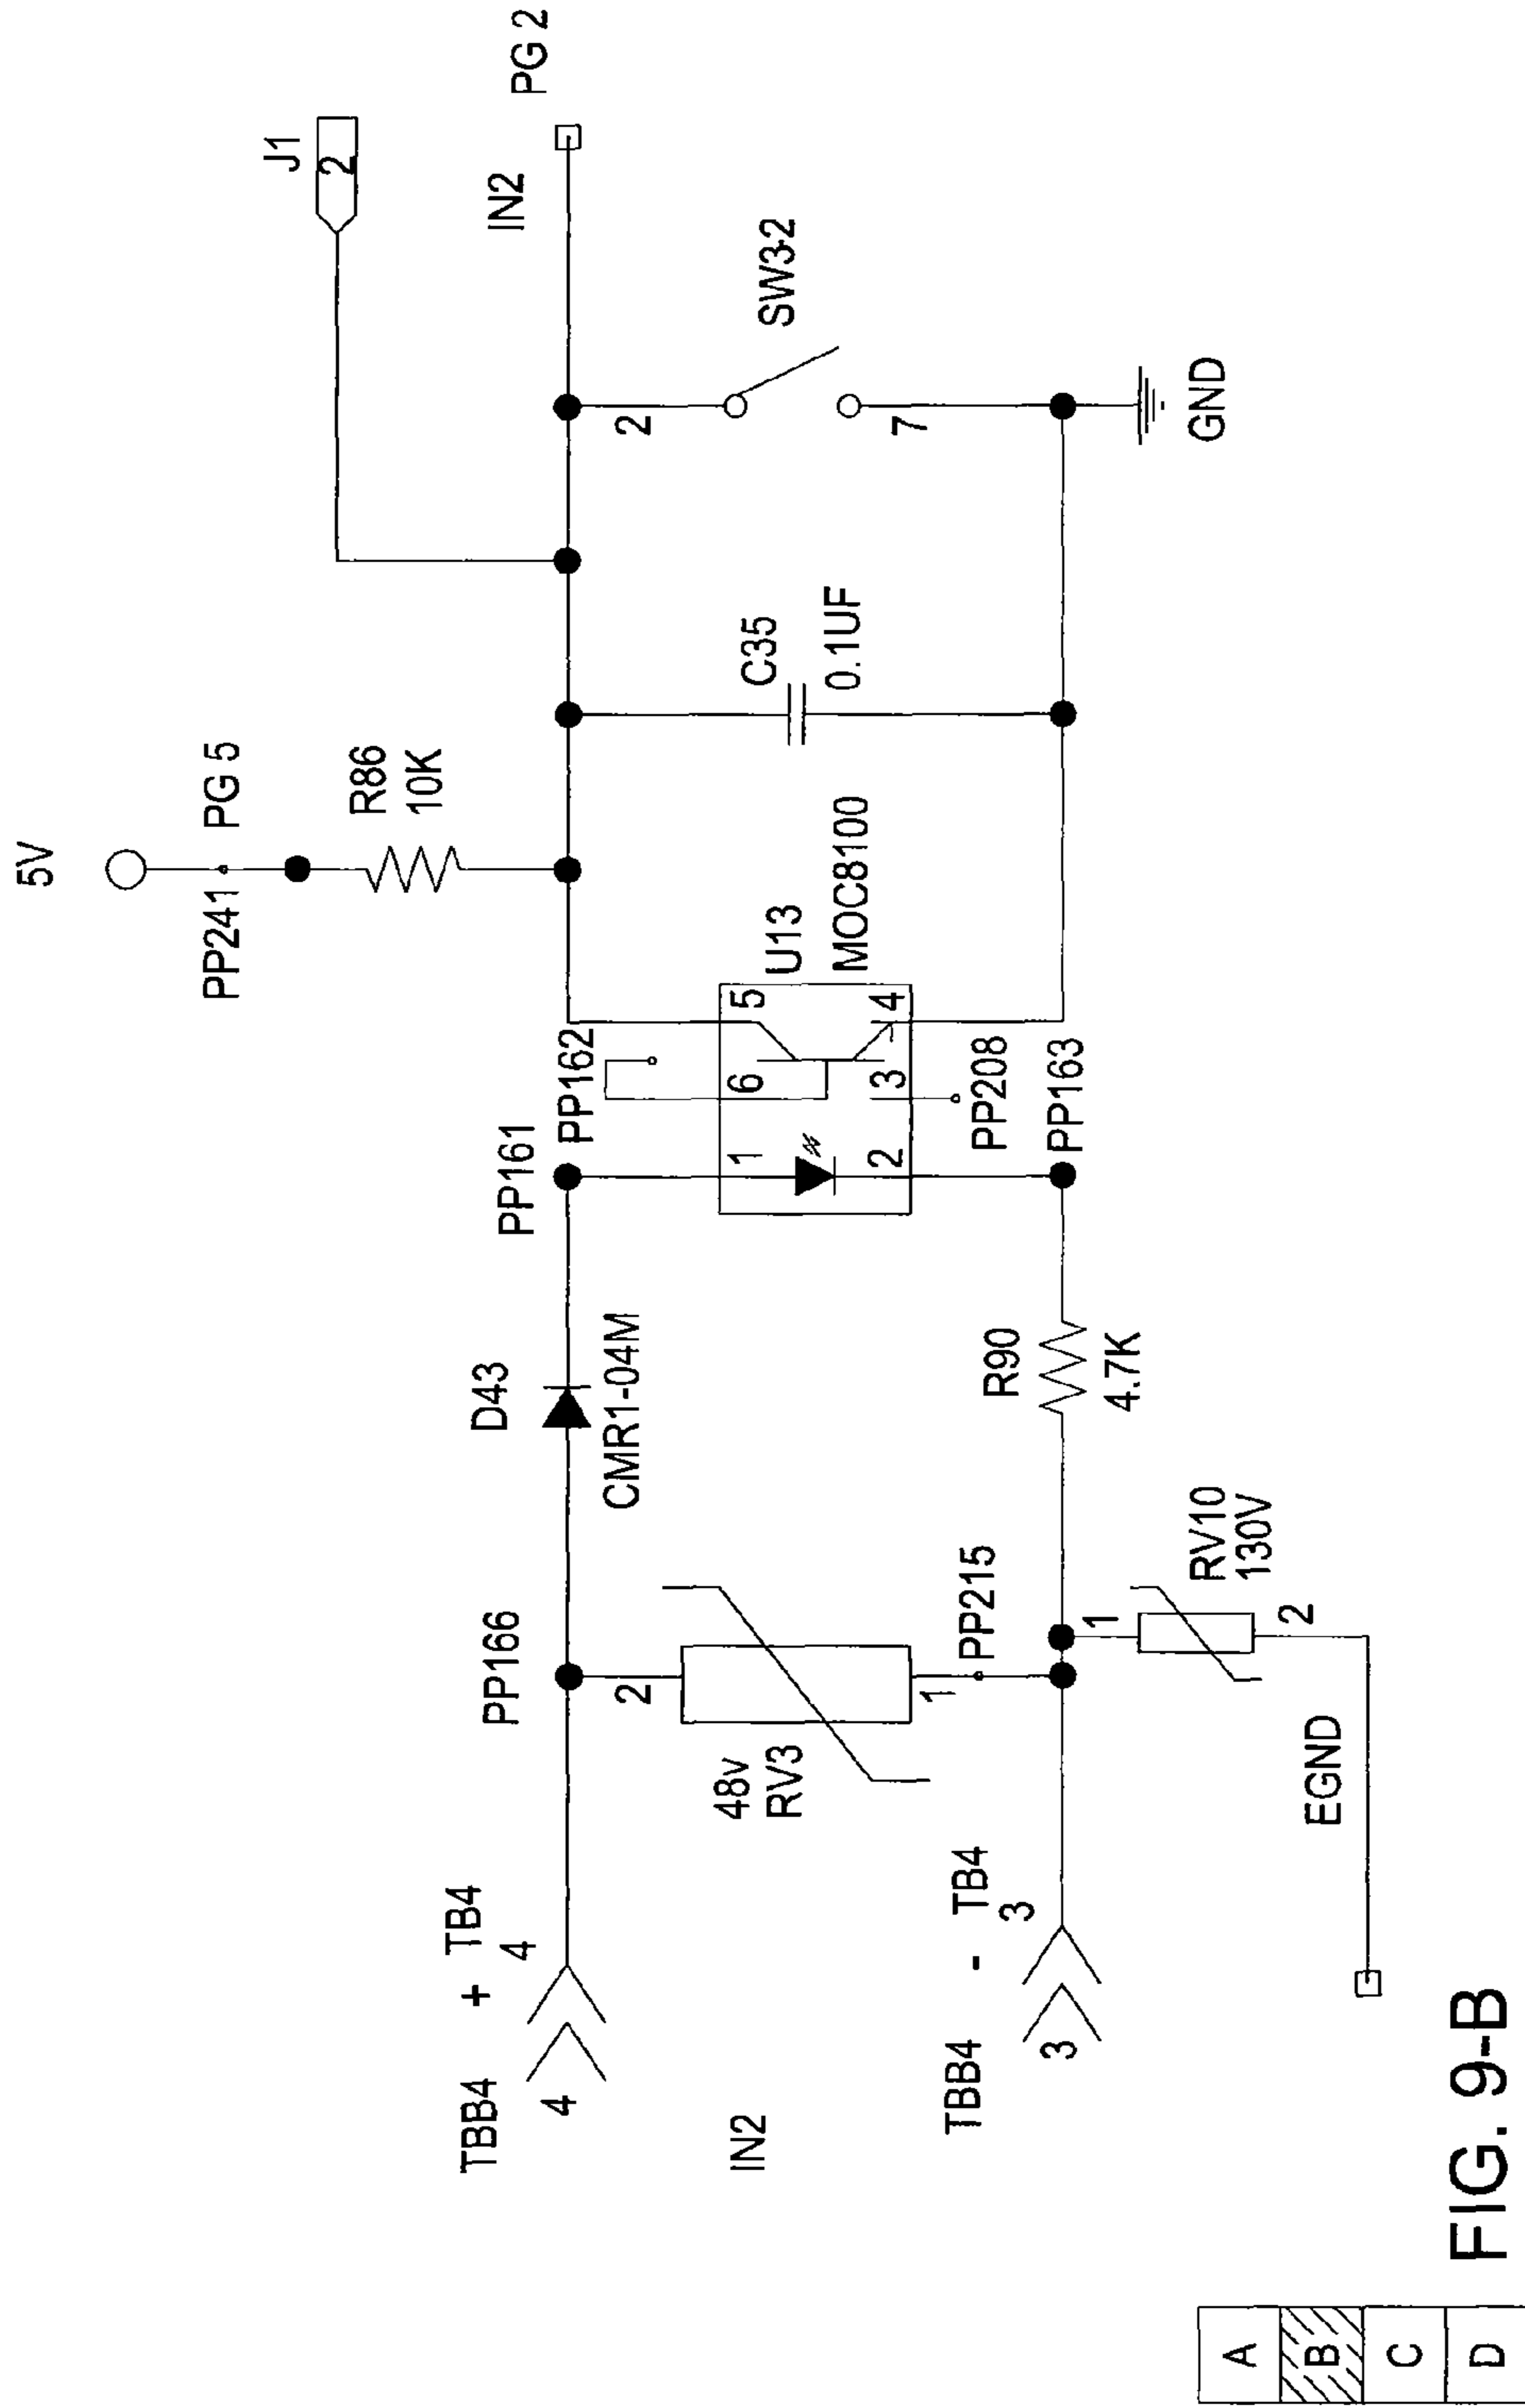 5V
PP241
PG 5
R86
10K
J1
2
PG 2
IN2
TBB4
+
TB4
4
4
PP166
D43
CMR1-04M
PP161
PP162
6
5
U13
MOC8100
1
2
3
4
PP208
PP163
C35
0.1UF
2
SW3-2
7
GND
IN2
48v
RV3
2
1
PP215
TBB4
-
TB4
3
3
R90
4.7K
1
RV10
130V
2
EGND
A
B
C
D
FIG. 9-B